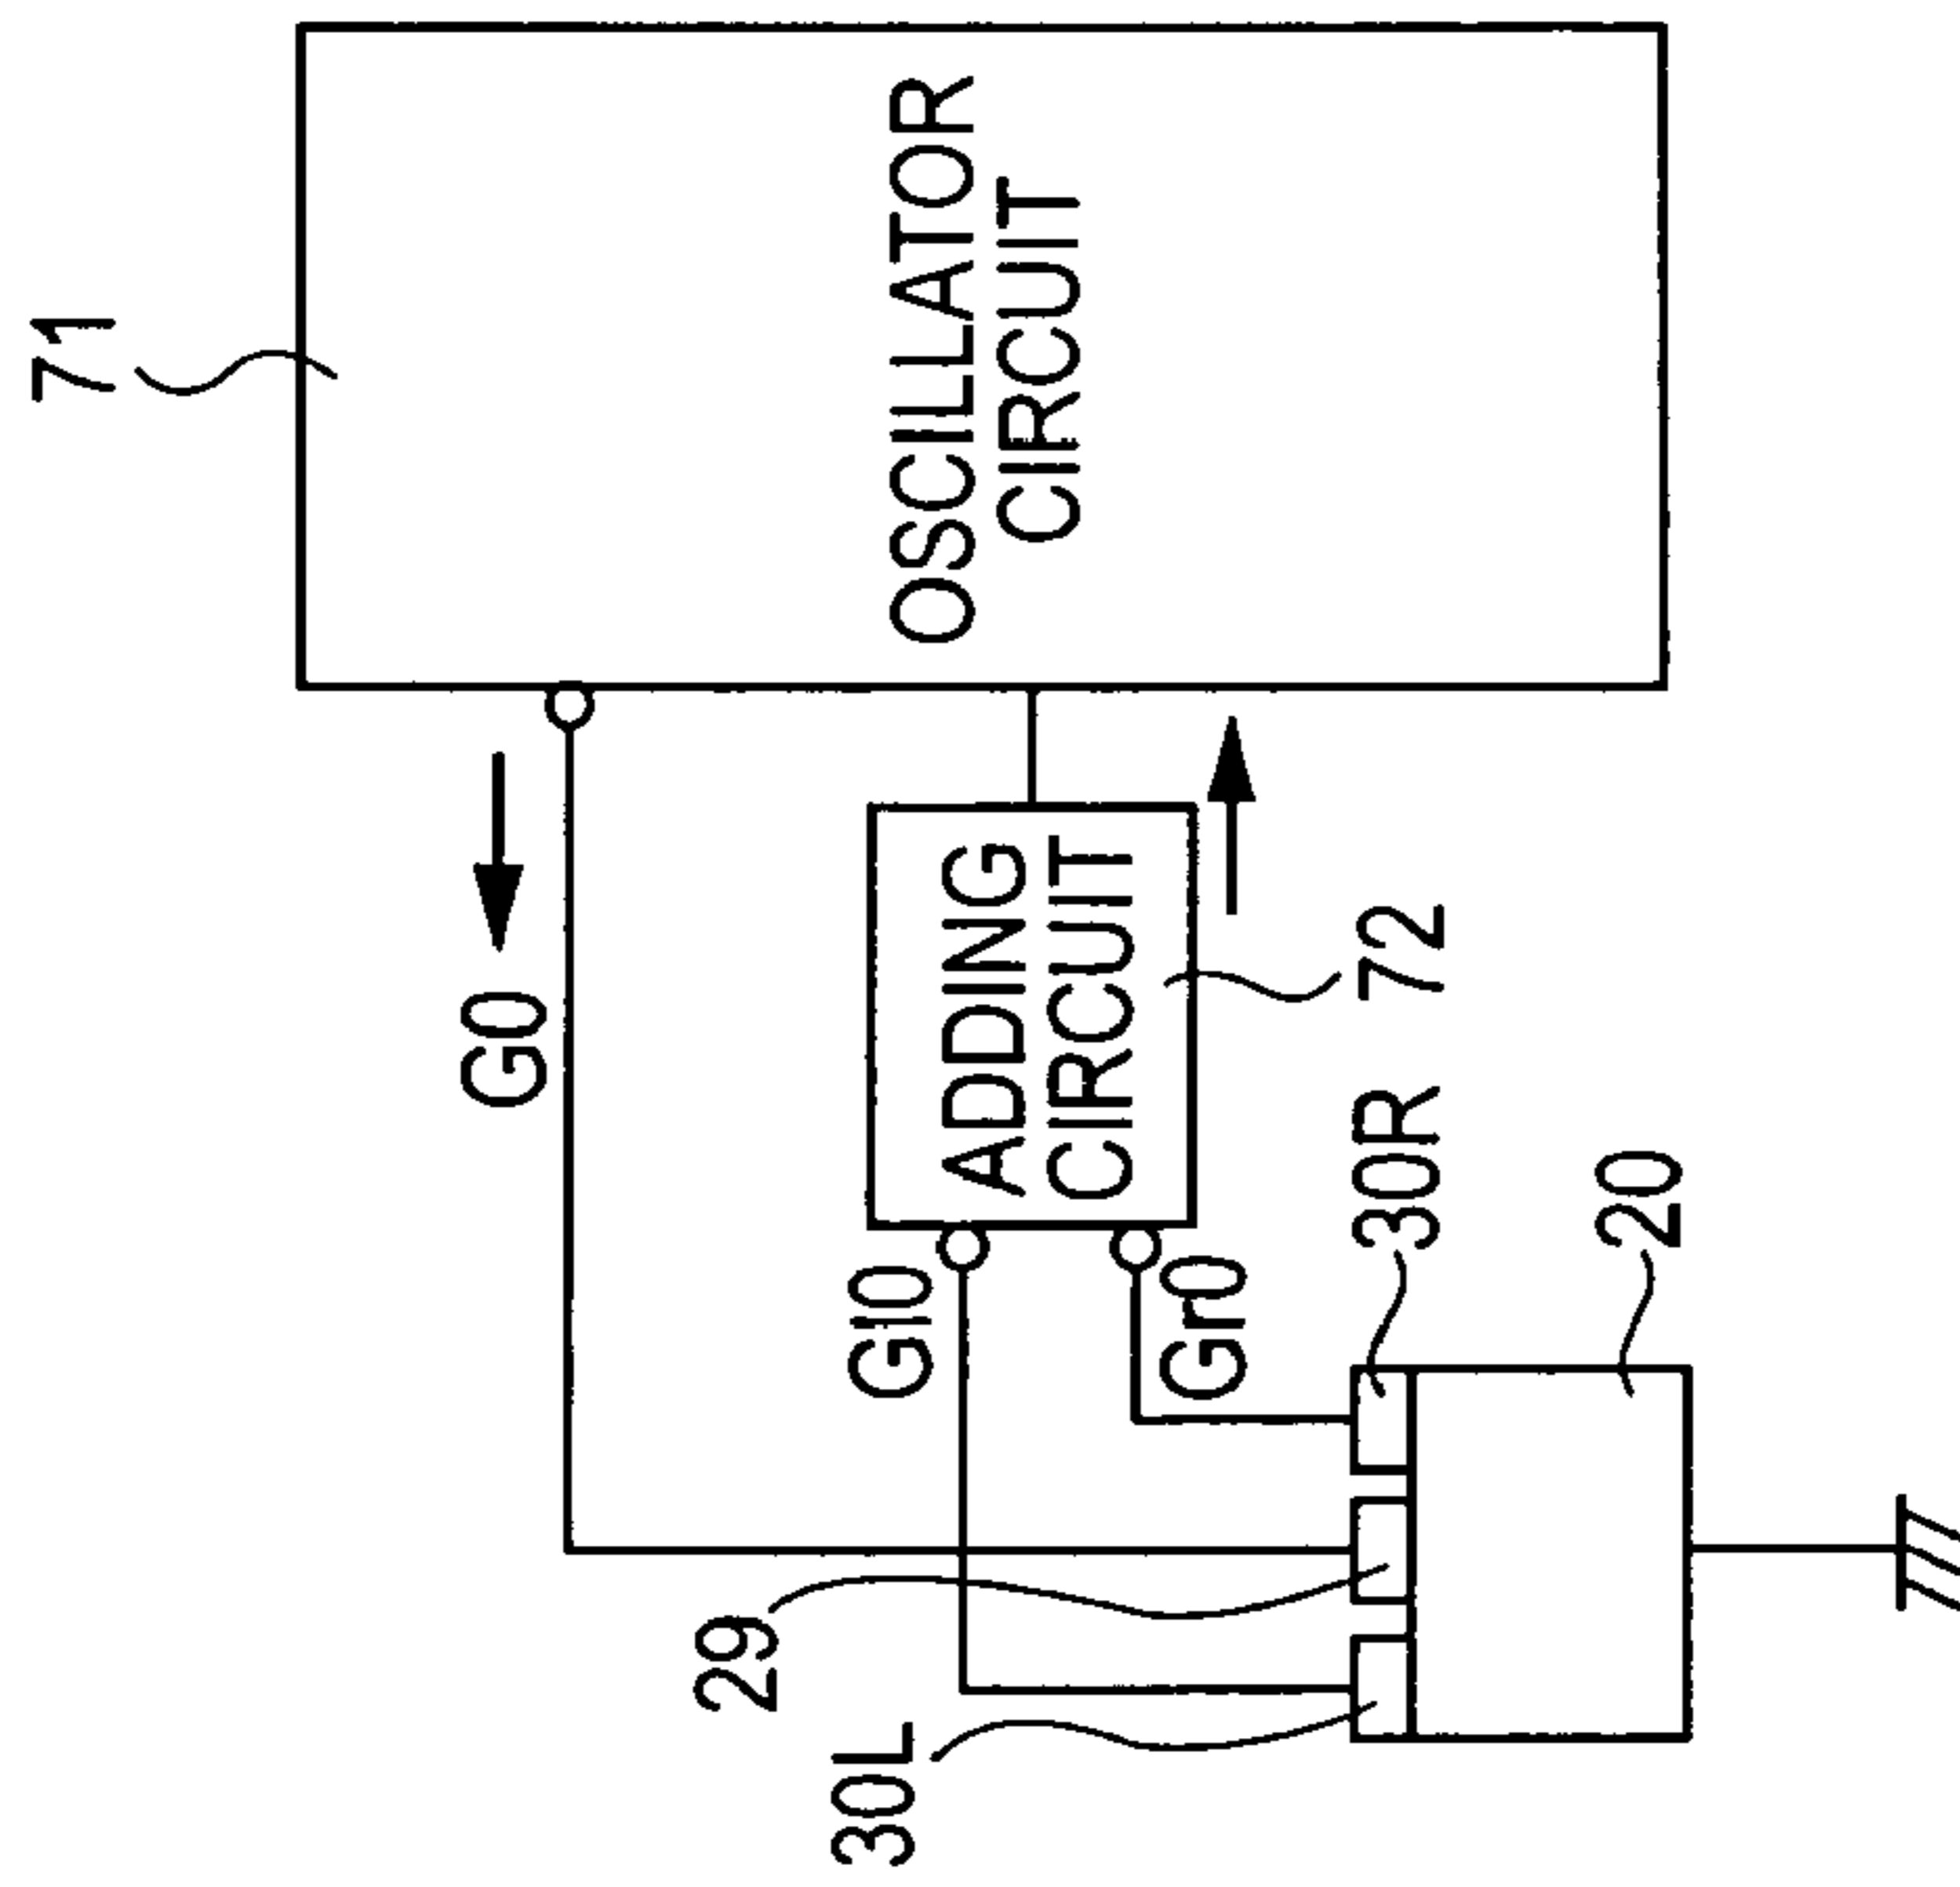 71
OSCILLATOR
CIRCUIT
G0
ADDING
CIRCUIT
72
Gl0
Gr0
30R
20
29
30L